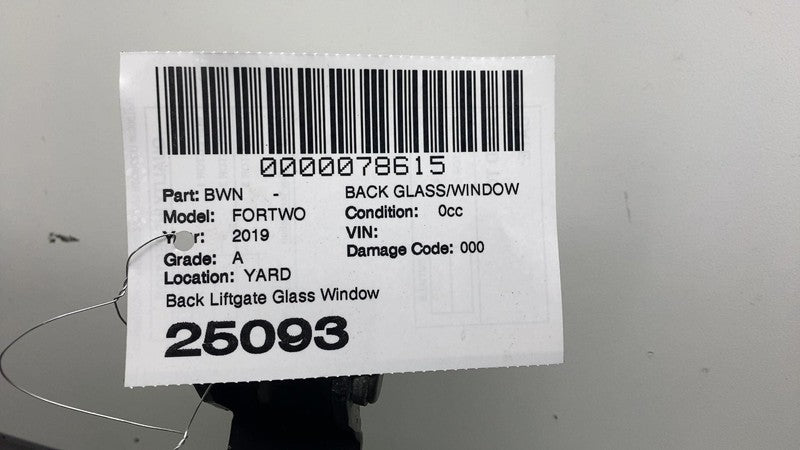 0000078615
Part: BWN - BACK GLASS/WINDOW
Model: FORTWO Condition: 0cc
Year: 2019 VIN:
Grade: A Damage Code: 000
Location: YARD
Back Liftgate Glass Window
25093